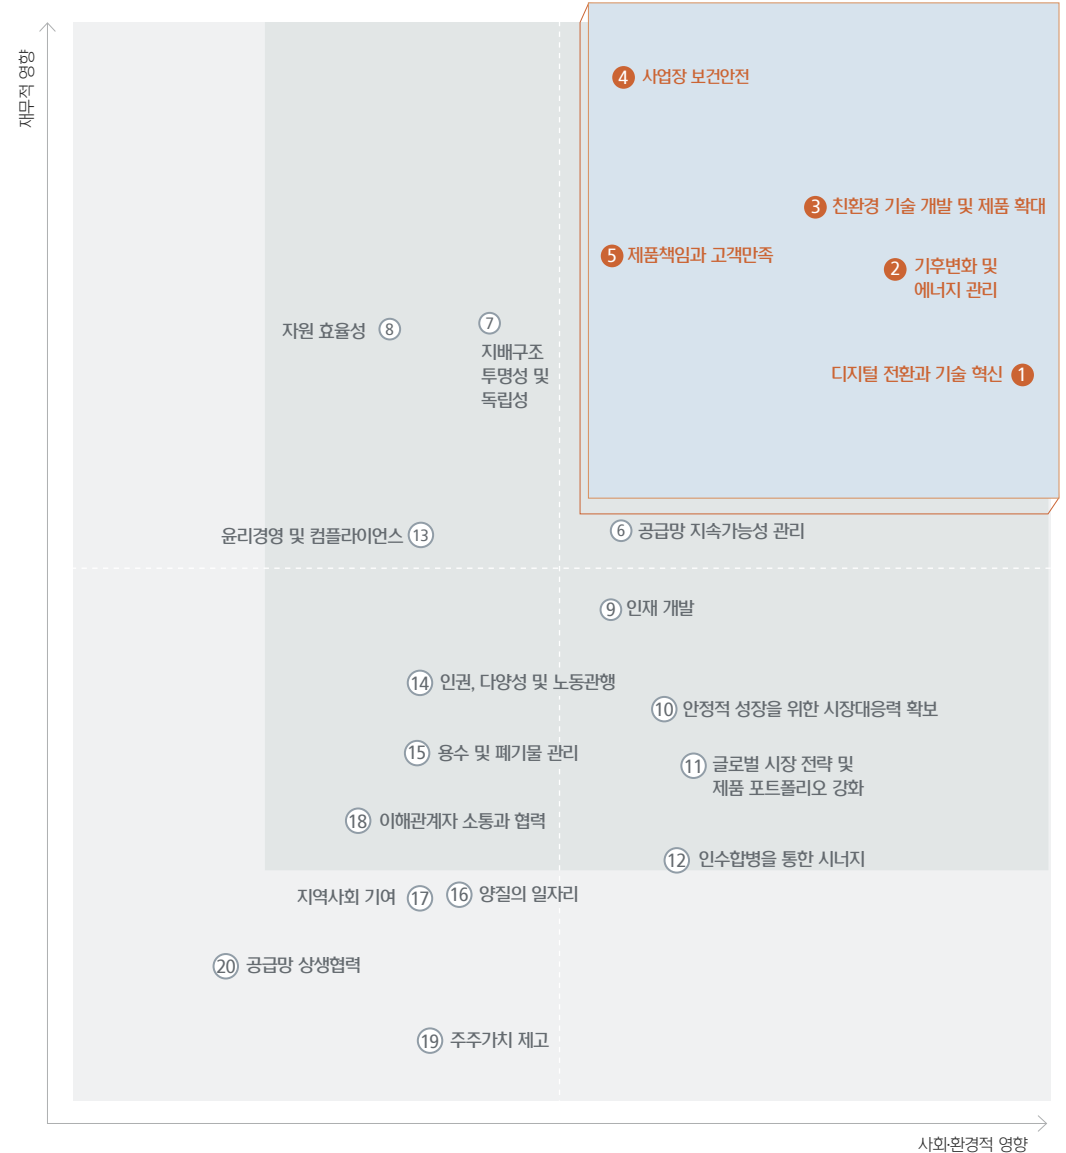 재무적 영향
4 사업장 보건안전
3 친환경 기술 개발 및 제품 확대
5 제품책임과 고객만족
2 기후변화 및
에너지 관리
자원 효율성 8
7
지배구조
투명성 및
독립성
디지털 전환과 기술 혁신 1
윤리경영 및 컴플라이언스 13
6 공급망 지속가능성 관리
9 인재 개발
14 인권, 다양성 및 노동관행
10 안정적 성장을 위한 시장대응력 확보
15 용수 및 폐기물 관리
11 글로벌 시장 전략 및
제품 포트폴리오 강화
18 이해관계자 소통과 협력
12 인수합병을 통한 시너지
지역사회 기여 17
16 양질의 일자리
20 공급망 상생협력
19 주주가치 제고
사회·환경적 영향